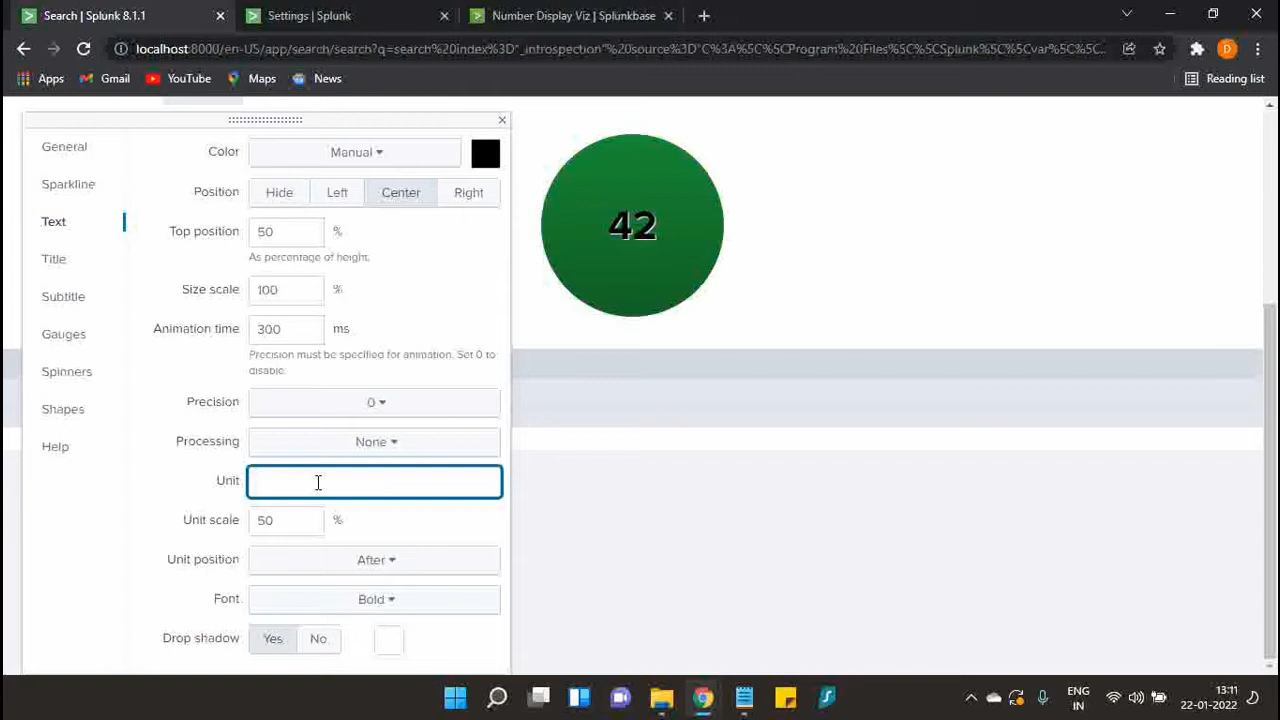 Search | Splunk 8.1.1
Settings | Splunk
Number Display Viz | Splunkbase
localhost:8000/en-US/app/search/search?q=search%20index%3D"_introspection"%20source%3D"C%3A%5C%5CProgram%20Files%5C%5CSplunk%5C%5Cvar%5C%5C...
Apps
Gmail
YouTube
Maps
News
Reading list
General
Sparkline
Text
Title
Subtitle
Gauges
Spinners
Shapes
Help
Color
Manual
Position
Hide
Left
Center
Right
Top position
50
%
As percentage of height.
Size scale
100
%
Animation time
300
ms
Precision must be specified for animation. Set 0 to
disable.
Precision
0
Processing
None
Unit
Unit scale
50
%
Unit position
After
Font
Bold
Drop shadow
Yes
No
42
D
ENG
IN
13:11
22-01-2022